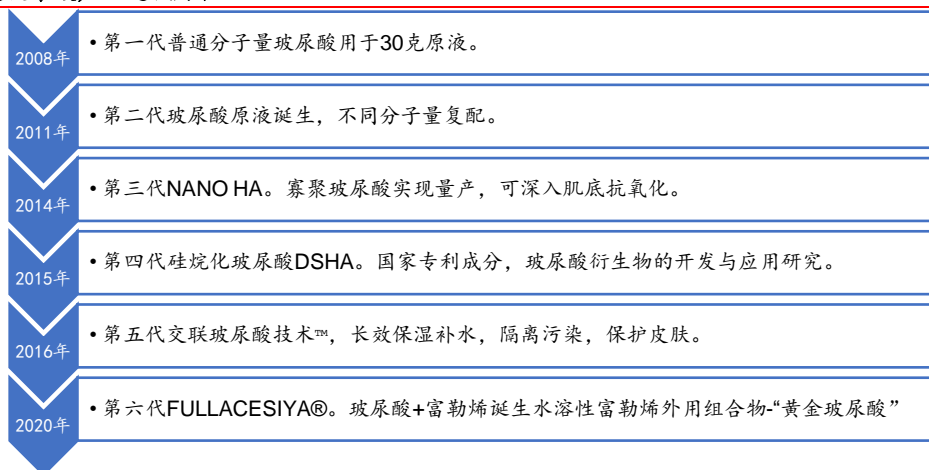 2008年
• 第一代普通分子量玻尿酸用于30克原液。
2011年
• 第二代玻尿酸原液诞生，不同分子量复配。
2014年
• 第三代NANO HA。寡聚玻尿酸实现量产，可深入肌底抗氧化。
2015年
• 第四代硅烷化玻尿酸DSHA。国家专利成分，玻尿酸衍生物的开发与应用研究。
2016年
• 第五代交联玻尿酸技术™，长效保湿补水，隔离污染，保护皮肤。
2020年
• 第六代FULLACESIYA®。玻尿酸+富勒烯诞生水溶性富勒烯外用组合物-“黄金玻尿酸”